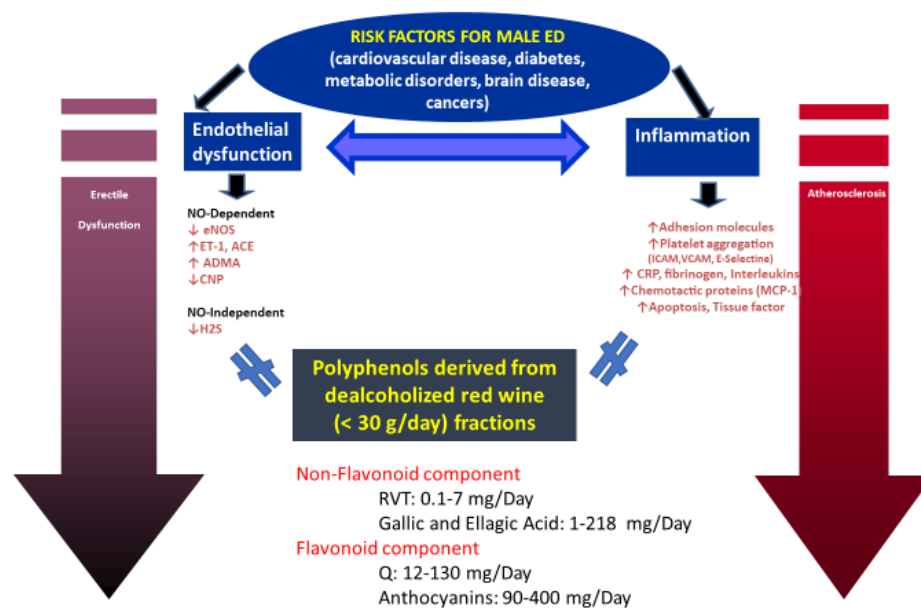 RISK FACTORS FOR MALE ED
(cardiovascular disease, diabetes,
metabolic disorders, brain disease,
cancers)
Endothelial
dysfunction
Inflammation
Erectile
Dysfunction
Atherosclerosis
NO-Dependent
↓ eNOS
↑ET-1, ACE
↑ ADMA
↓CNP
NO-Independent
↓H2S
↑Adhesion molecules
↑Platelet aggregation
(ICAM,VCAM, E-Selectine)
↑ CRP, fibrinogen, Interleukins
↑Chemotactic proteins (MCP-1)
↑Apoptosis, Tissue factor
Polyphenols derived from
dealcoholized red wine
(< 30 g/day) fractions
Non-Flavonoid component
RVT: 0.1-7 mg/Day
Gallic and Ellagic Acid: 1-218 mg/Day
Flavonoid component
Q: 12-130 mg/Day
Anthocyanins: 90-400 mg/Day